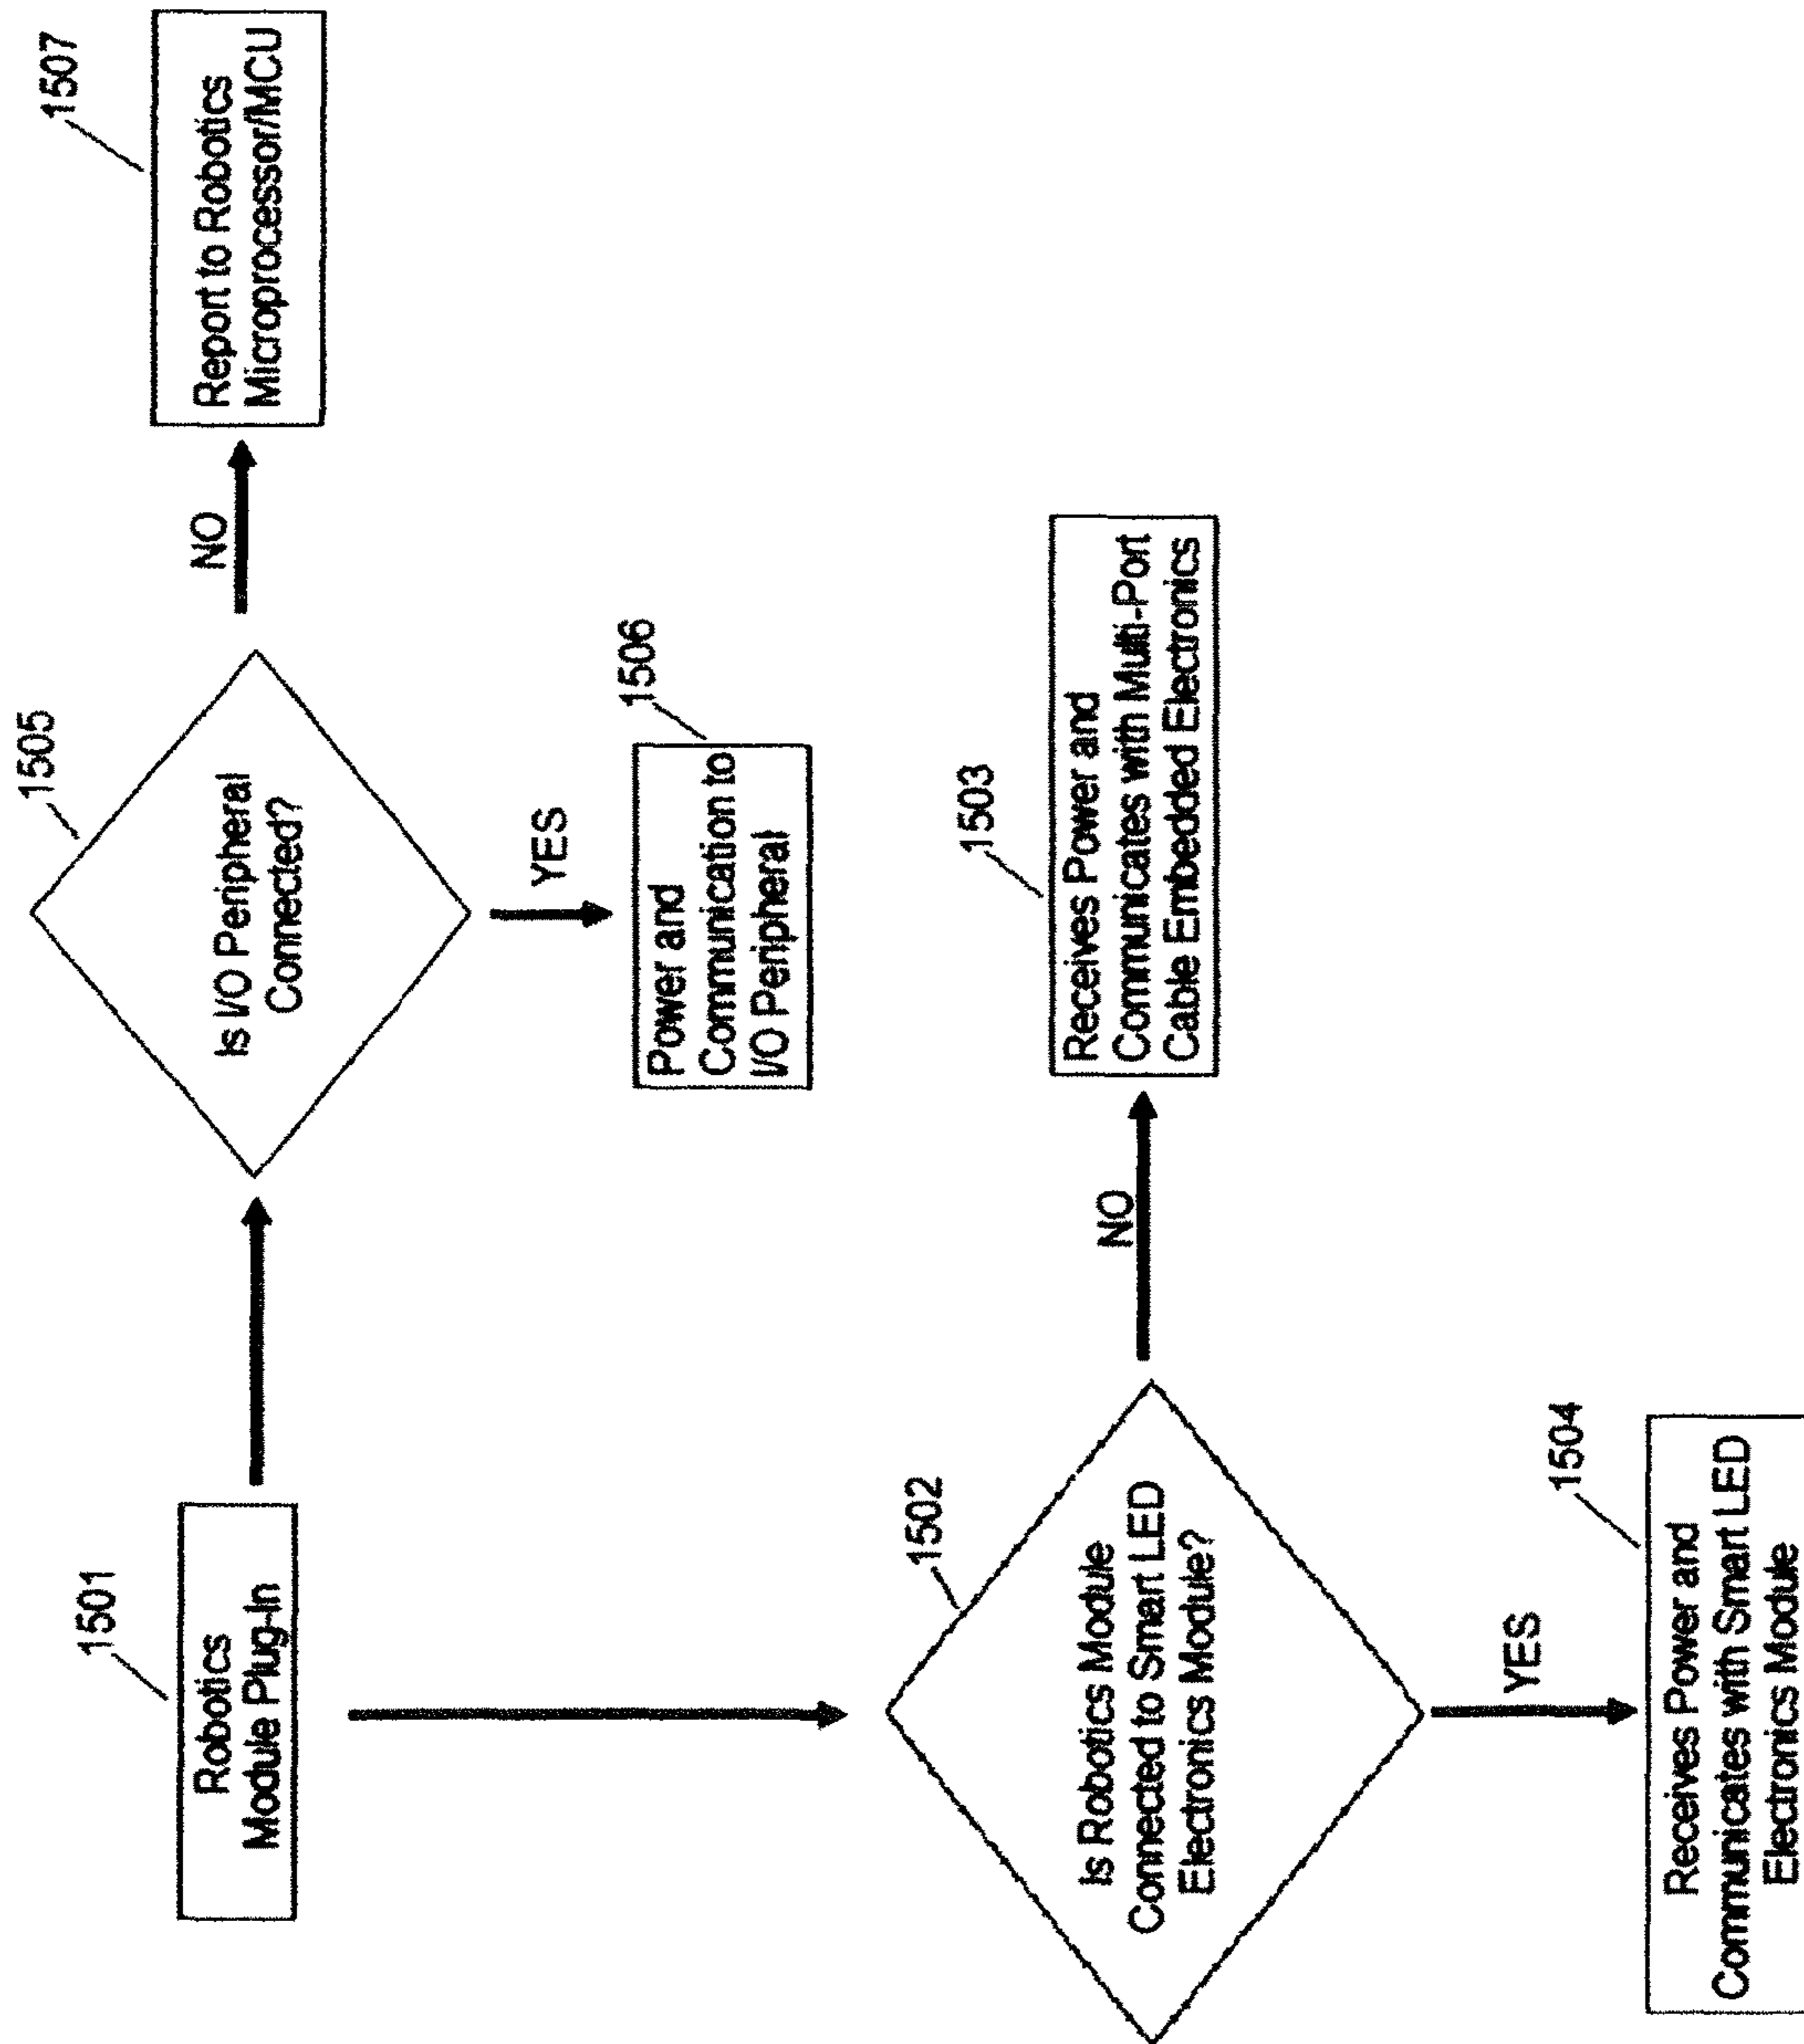 1501
Robotics
Module Plug-In
1505
Is I/O Peripheral
Connected?
NO
1507
Report to Robotics
Microprocessor/MCU
YES
1506
Power and
Communication to
I/O Peripheral
1502
Is Robotics Module
Connected to Smart LED
Electronics Module?
NO
1503
Receives Power and
Communicates with Multi-Port
Cable Embedded Electronics
YES
1504
Receives Power and
Communicates with Smart LED
Electronics Module